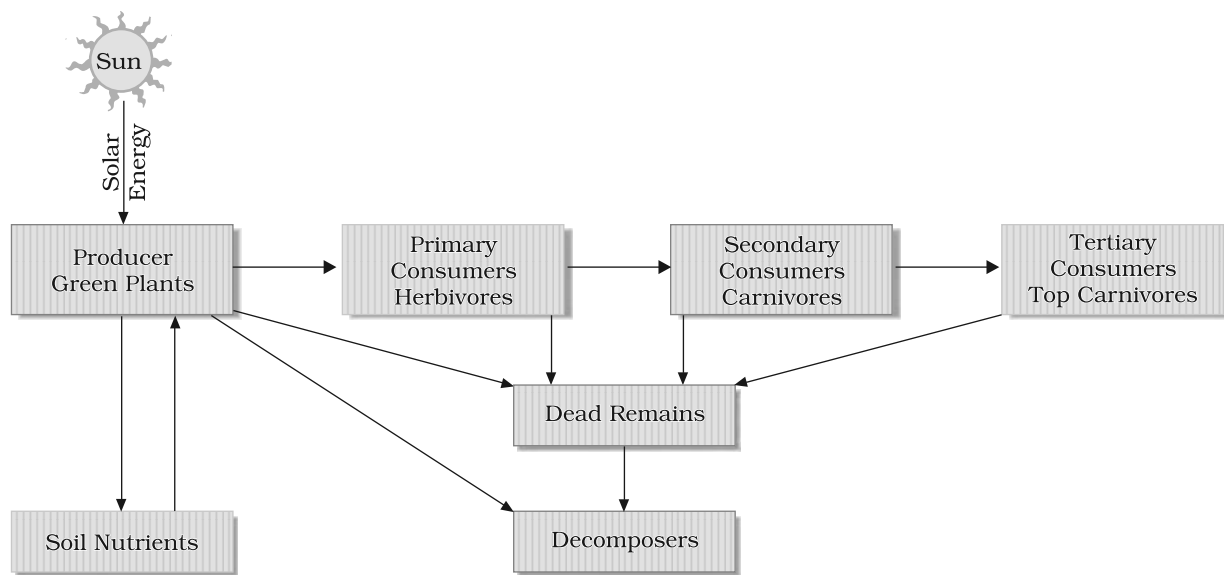 Sun
Solar
Energy
Producer
Green Plants
Primary
Consumers
Herbivores
Secondary
Consumers
Carnivores
Tertiary
Consumers
Top Carnivores
Dead Remains
Soil Nutrients
Decomposers